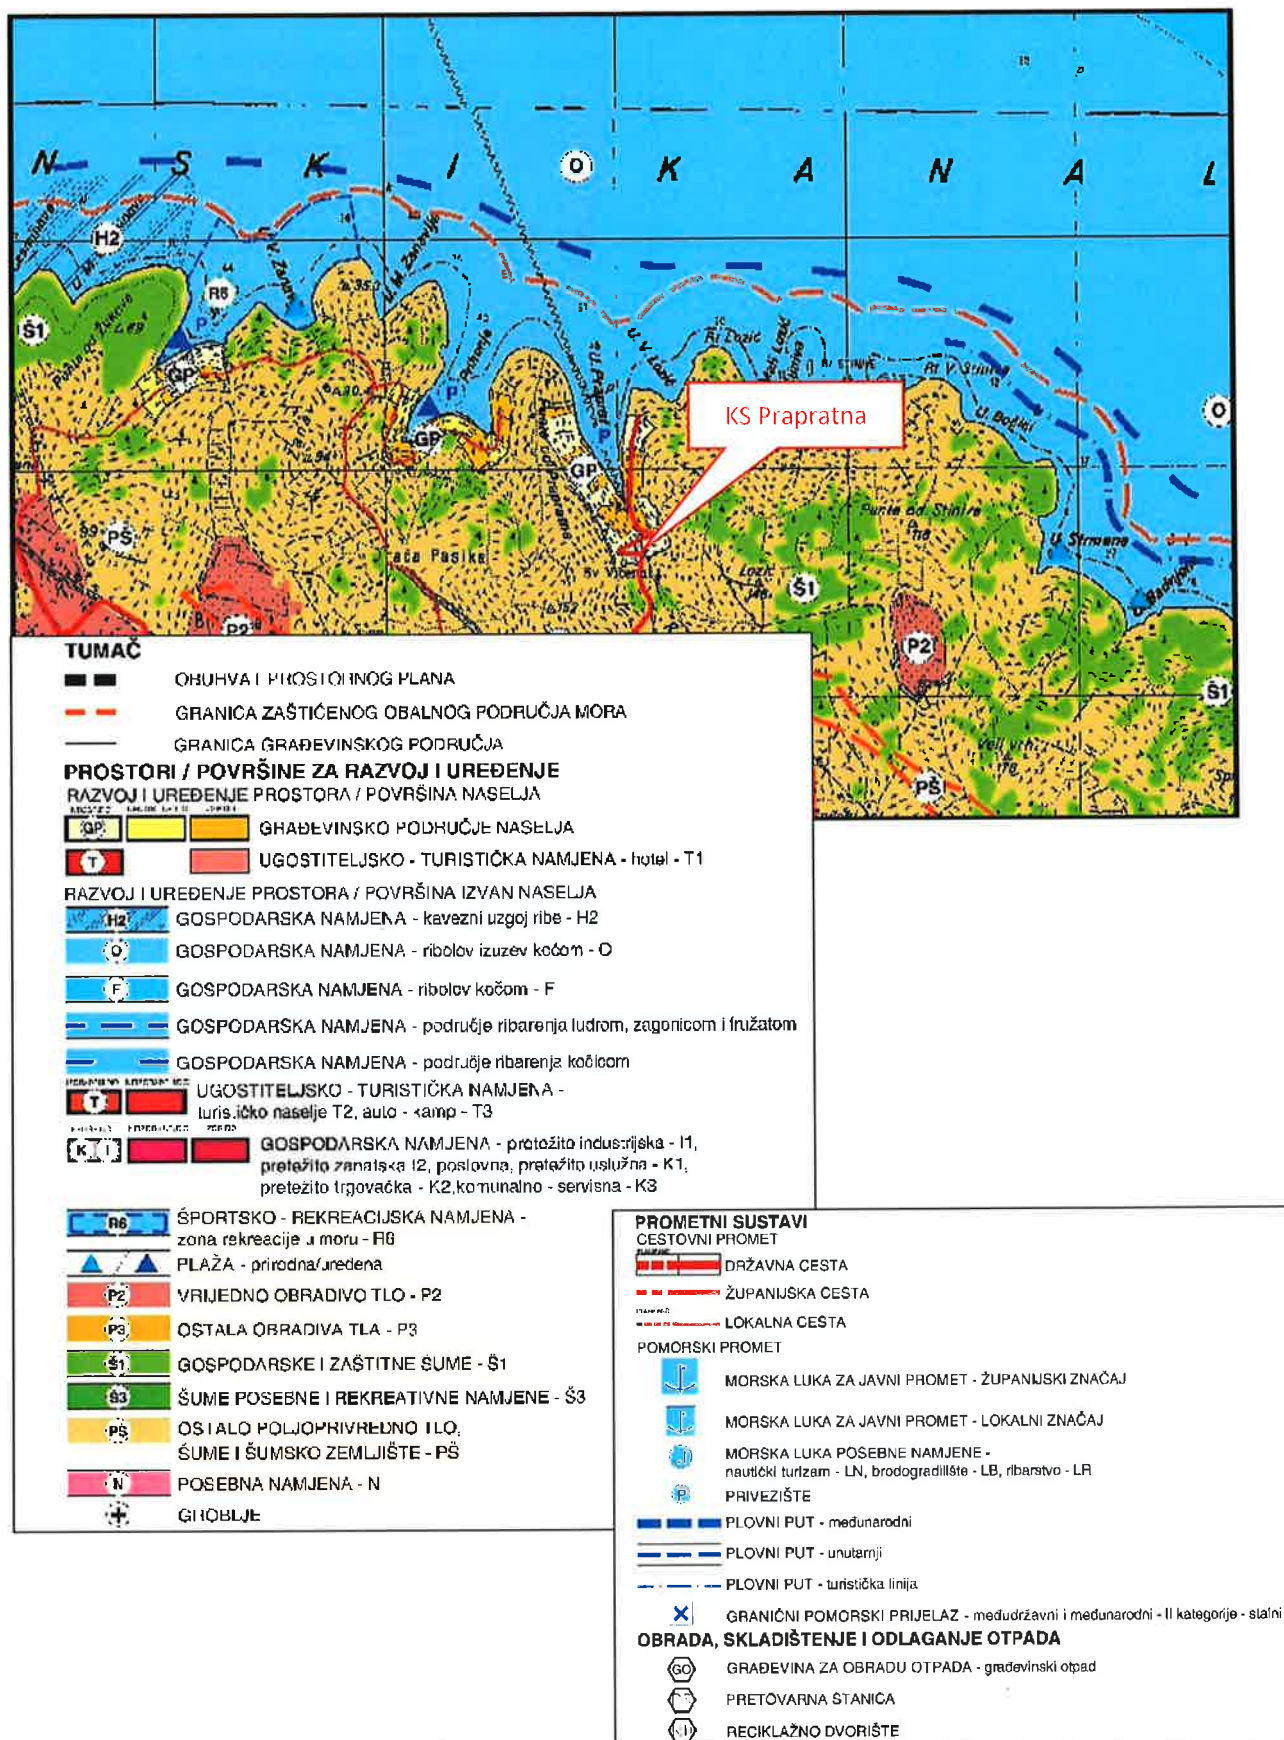 N S K I O K A N A L
H2
R6
Š1
P
GP
U. V. Lozić
Rt Lozić
KS Prapratna
GP
GP
P
P
O
U. Božići
Punta od Stinire
U. Strmena
U. Badnjena
PŠ
Lozić
Š1
P2
P2
Š1
PŠ
TUMAČ
OBUHVAT PROSTORNOG PLANA
GRANICA ZAŠTIĆENOG OBALNOG PODRUČJA MORA
GRANICA GRAĐEVINSKOG PODRUČJA
PROSTORI / POVRŠINE ZA RAZVOJ I UREĐENJE
RAZVOJ I UREĐENJE PROSTORA / POVRŠINA NASELJA
GP GRAĐEVINSKO PODRUČJE NASELJA
T UGOSTITELJSKO - TURISTIČKA NAMJENA - hotel - T1
RAZVOJ I UREĐENJE PROSTORA / POVRŠINA IZVAN NASELJA
H2 GOSPODARSKA NAMJENA - kavezni uzgoj ribe - H2
O GOSPODARSKA NAMJENA - ribolov izuzev koćom - O
F GOSPODARSKA NAMJENA - ribolov koćom - F
GOSPODARSKA NAMJENA - područje ribarenja ludrom, zagonicom i fružatom
GOSPODARSKA NAMJENA - područje ribarenja kočicom
T UGOSTITELJSKO - TURISTIČKA NAMJENA -
turističko naselje T2, auto - kamp - T3
K I GOSPODARSKA NAMJENA - pretežito industrijska - I1,
pretežito zanatska I2, poslovna, pretežito uslužna - K1,
pretežito trgovačka - K2,komunalno - servisna - K3
R6 ŠPORTSKO - REKREACIJSKA NAMJENA -
zona rekreacije u moru - R6
PLAŽA - prirodna/uređena
P2 VRIJEDNO OBRADIVO TLO - P2
P3 OSTALA OBRADIVA TLA - P3
Š1 GOSPODARSKE I ZAŠTITNE ŠUME - Š1
Š3 ŠUME POSEBNE I REKREATIVNE NAMJENE - Š3
PŠ OSTALO POLJOPRIVREDNO TLO,
ŠUME I ŠUMSKO ZEMLJIŠTE - PŠ
N POSEBNA NAMJENA - N
GROBLJE
PROMETNI SUSTAVI
CESTOVNI PROMET
DRŽAVNA CESTA
ŽUPANIJSKA CESTA
LOKALNA CESTA
POMORSKI PROMET
MORSKA LUKA ZA JAVNI PROMET - ŽUPANIJSKI ZNAČAJ
MORSKA LUKA ZA JAVNI PROMET - LOKALNI ZNAČAJ
MORSKA LUKA POSEBNE NAMJENE -
nautički turizam - LN, brodogradilište - LB, ribarstvo - LR
P PRIVEZIŠTE
PLOVNI PUT - međunarodni
PLOVNI PUT - unutarnji
PLOVNI PUT - turistička linija
GRANIČNI POMORSKI PRIJELAZ - međudržavni i međunarodni - II kategorije - stalni
OBRADA, SKLADIŠTENJE I ODLAGANJE OTPADA
GO GRAĐEVINA ZA OBRADU OTPADA - građevinski otpad
PRETOVARNA STANICA
RECIKLAŽNO DVORIŠTE